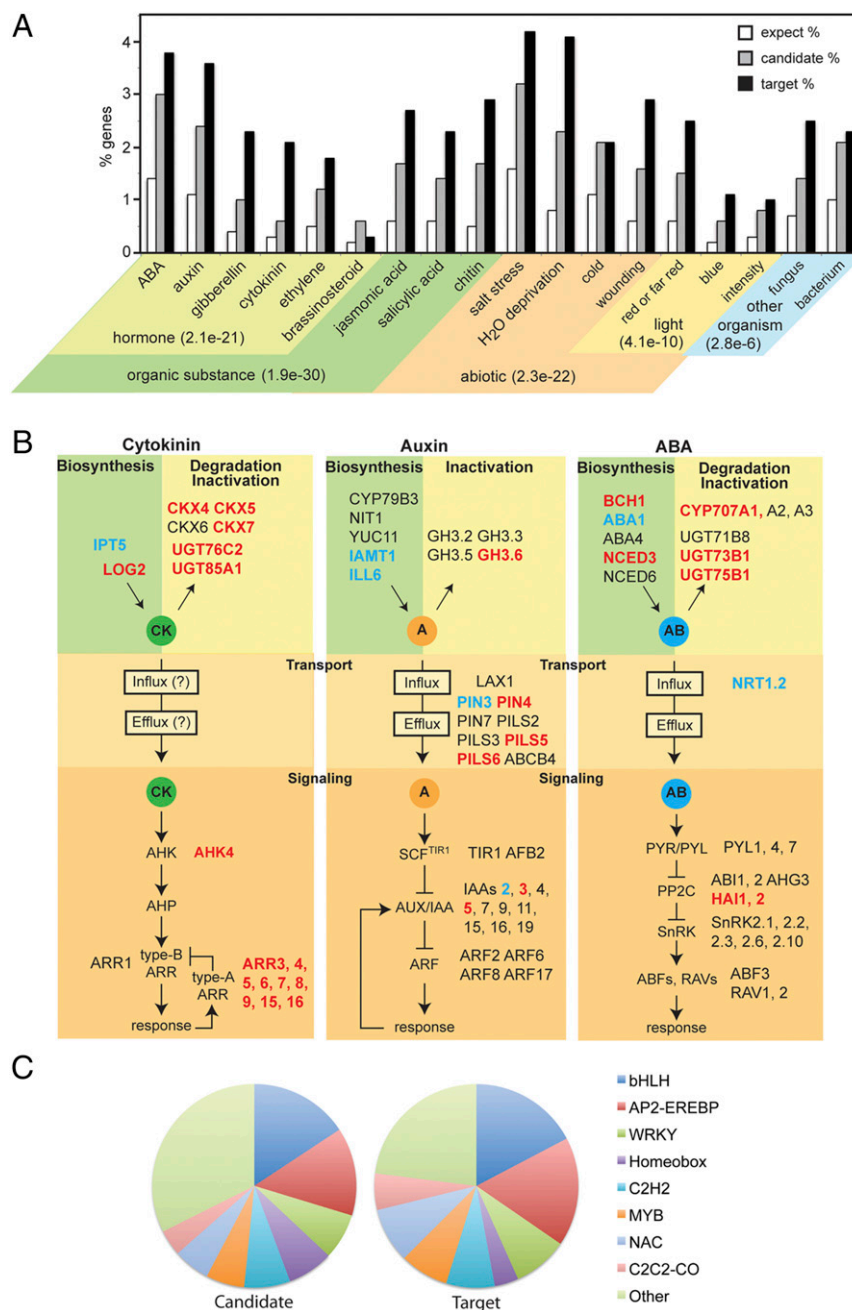 A
4
3
2
1
0
% genes
expect %
candidate %
target %
ABA
auxin
gibberellin
cytokinin
ethylene
brassinosteroid
jasmonic acid
salicylic acid
chitin
salt stress
H₂O deprivation
cold
wounding
red or far red
blue
intensity
fungus
bacterium
hormone (2.1e-21)
light
(4.1e-10)
other
organism
(2.8e-6)
organic substance (1.9e-30)
abiotic (2.3e-22)
B
Cytokinin
Biosynthesis
Degradation
Inactivation
IPT5
LOG2
CKX4 CKX5
CKX6 CKX7
UGT76C2
UGT85A1
CK
Influx (?)
Efflux (?)
CK
AHK
AHK4
AHP
ARR1
type-B
ARR
type-A
ARR
ARR3, 4,
5, 6, 7, 8,
9, 15, 16
response
Auxin
Biosynthesis
Inactivation
CYP79B3
NIT1
YUC11
IAMT1
ILL6
GH3.2 GH3.3
GH3.5 GH3.6
A
Transport
Influx
Efflux
LAX1
PIN3 PIN4
PIN7 PILS2
PILS3 PILS5
PILS6 ABCB4
Signaling
A
SCFᵀᴵᴿ¹
TIR1 AFB2
AUX/IAA
IAAs 2, 3, 4,
5, 7, 9, 11,
15, 16, 19
ARF
ARF2 ARF6
ARF8 ARF17
response
ABA
Biosynthesis
Degradation
Inactivation
BCH1
ABA1
ABA4
NCED3
NCED6
CYP707A1, A2, A3
UGT71B8
UGT73B1
UGT75B1
AB
Transport
Influx
NRT1.2
Efflux
Signaling
AB
PYR/PYL
PYL1, 4, 7
PP2C
ABI1, 2 AHG3
HAI1, 2
SnRK
SnRK2.1, 2.2,
2.3, 2.6, 2.10
ABFs, RAVs
ABF3
RAV1, 2
response
C
Candidate
Target
bHLH
AP2-EREBP
WRKY
Homeobox
C2H2
MYB
NAC
C2C2-CO
Other